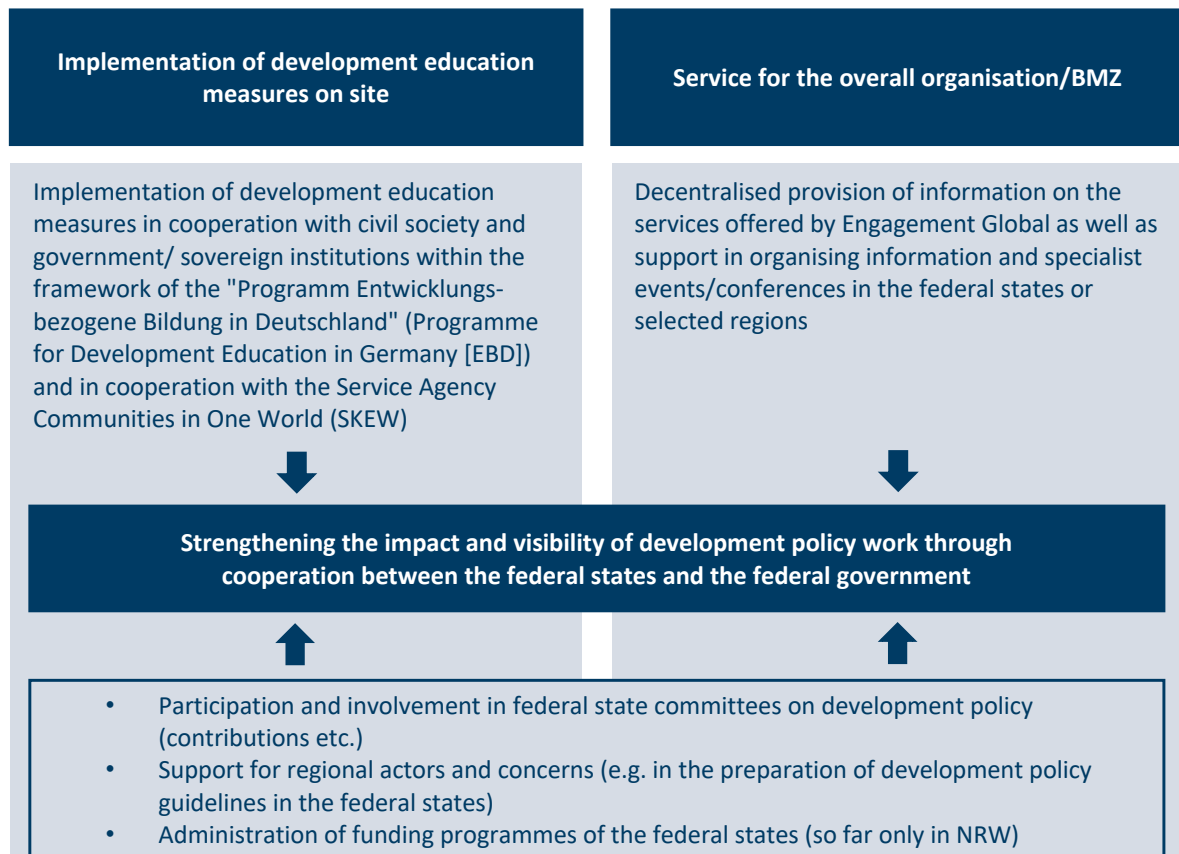 Implementation of development education
measures on site
Service for the overall organisation/BMZ
Implementation of development education
measures in cooperation with civil society and
government/ sovereign institutions within the
framework of the "Programm Entwicklungs-
bezogene Bildung in Deutschland" (Programme
for Development Education in Germany [EBD])
and in cooperation with the Service Agency
Communities in One World (SKEW)
Decentralised provision of information on the
services offered by Engagement Global as well as
support in organising information and specialist
events/conferences in the federal states or
selected regions
Strengthening the impact and visibility of development policy work through
cooperation between the federal states and the federal government
• Participation and involvement in federal state committees on development policy
(contributions etc.)
• Support for regional actors and concerns (e.g. in the preparation of development policy
guidelines in the federal states)
• Administration of funding programmes of the federal states (so far only in NRW)